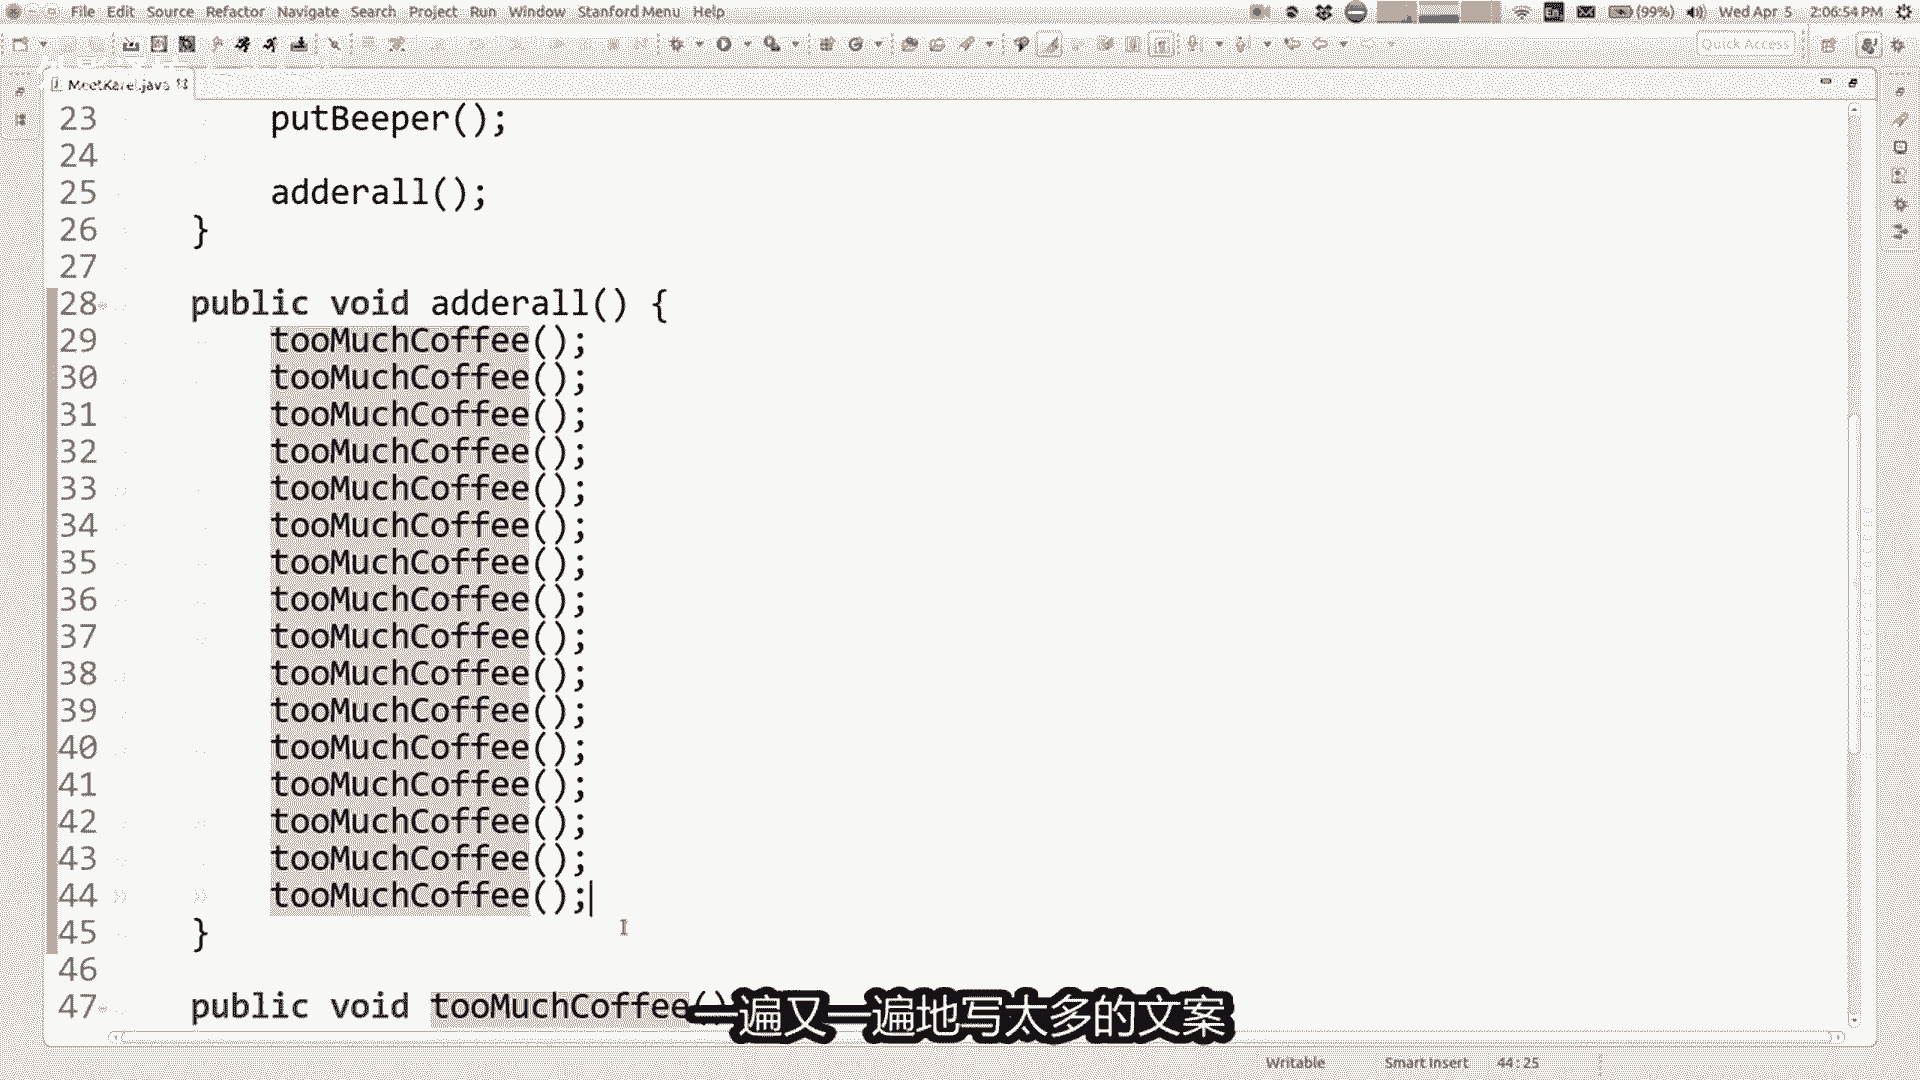 File Edit Source Refactor Navigate Search Project Run Window Stanford Menu Help En (99%) Wed Apr 5 2:06:54 PM
Quick Access
MeetKarel.java
23 putBeeper();
24
25 adderall();
26 }
27
28 public void adderall() {
29 tooMuchCoffee();
30 tooMuchCoffee();
31 tooMuchCoffee();
32 tooMuchCoffee();
33 tooMuchCoffee();
34 tooMuchCoffee();
35 tooMuchCoffee();
36 tooMuchCoffee();
37 tooMuchCoffee();
38 tooMuchCoffee();
39 tooMuchCoffee();
40 tooMuchCoffee();
41 tooMuchCoffee();
42 tooMuchCoffee();
43 tooMuchCoffee();
44 tooMuchCoffee();
45 }
46
47 public void tooMuchCoffee()
一遍又一遍地写太多的文案
Writable Smart Insert 44:25